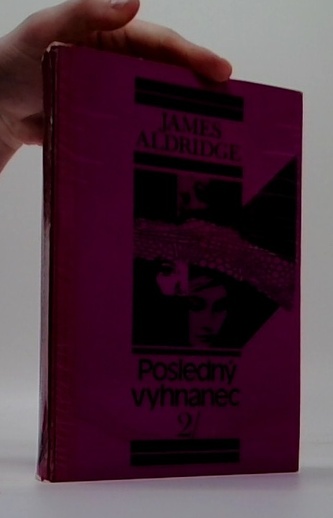 JAMES
ALDRIDGE
Posledný
vyhnanec
2/